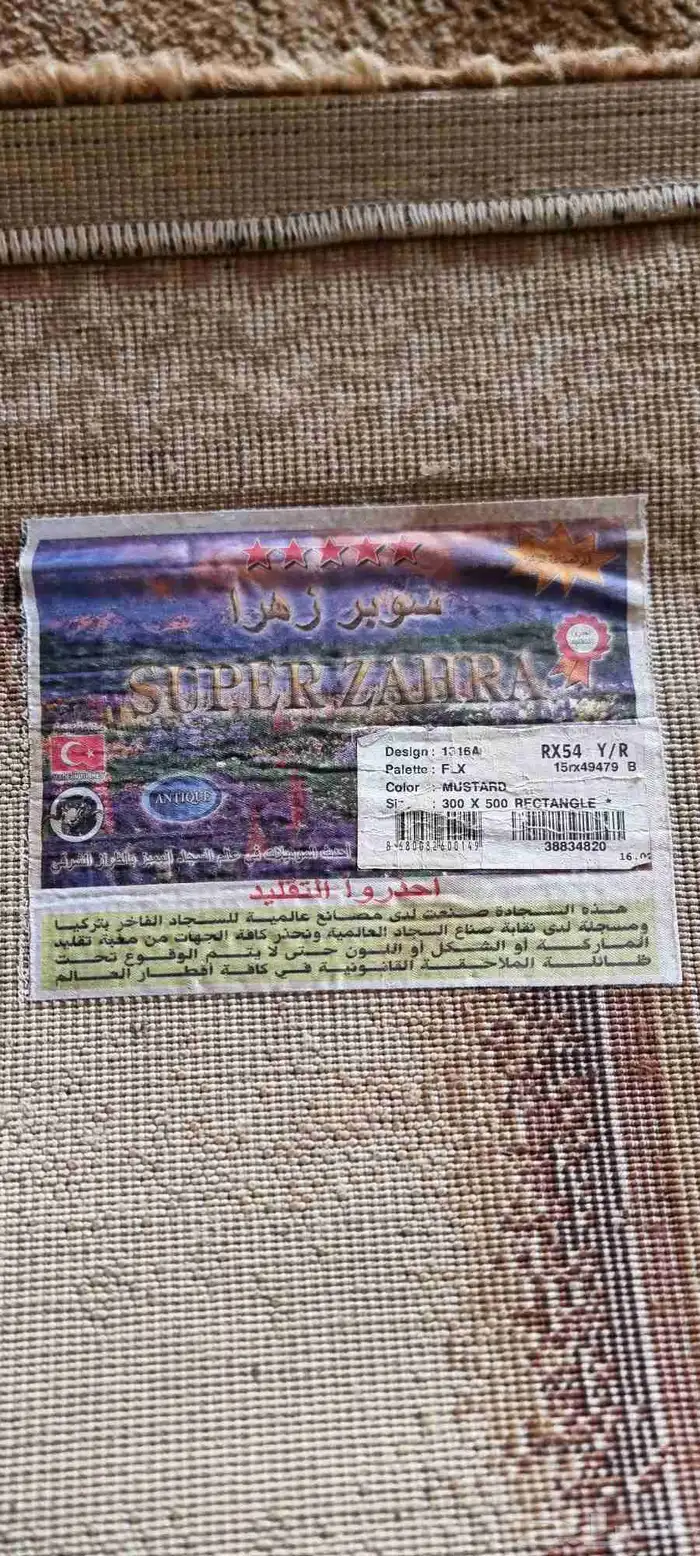 سوبر زهرا
SUPER ZAHRA
Design : 1316A RX54 Y/R
Palette : F_X 15rx49479 B
Color : MUSTARD
: 300 X 500 RECTANGLE *
38834820
ANTIQUE
احذروا التقليد
هذه السجادة صنعت لدى مصانع عالمية للسجاد الفاخر بتركيا
ومسجلة لدى نقابة صناع السجاد العالمية ونحذر كافة الجهات من مغبة تقليد
الماركة أو الشكل أو اللون حتى لا يتم الوقوع تحت
طائلة الملاحقة القانونية في كافة أقطار العالم